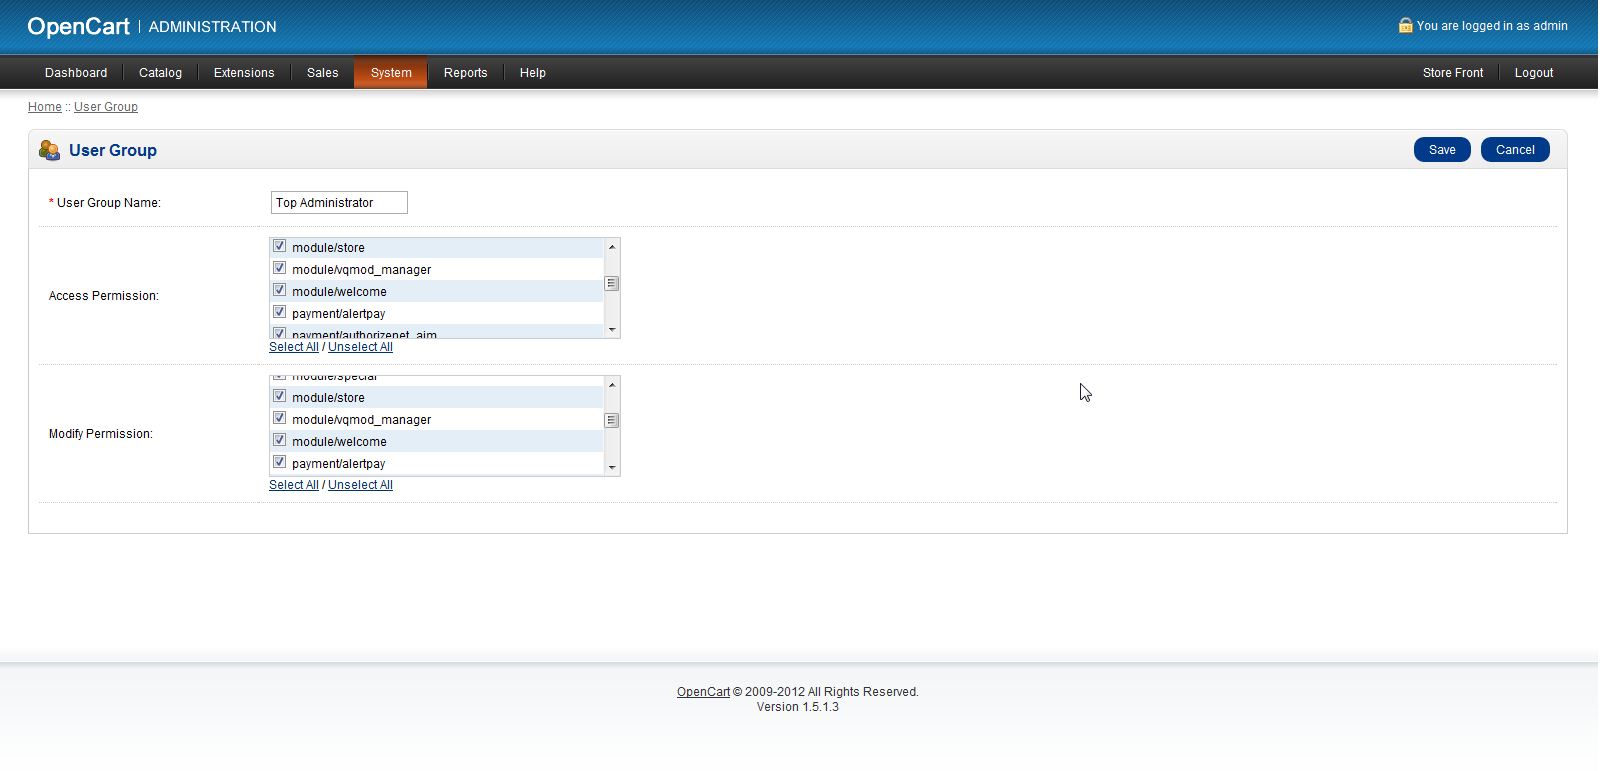 OpenCart | ADMINISTRATION
You are logged in as admin
Dashboard Catalog Extensions Sales System Reports Help Store Front Logout
Home :: User Group
User Group Save Cancel
* User Group Name: Top Administrator
module/store
module/vqmod_manager
Access Permission: module/welcome
payment/alertpay
payment/authorizenet_aim
Select All / Unselect All
module/special
module/store
module/vqmod_manager
Modify Permission: module/welcome
payment/alertpay
Select All / Unselect All
OpenCart © 2009-2012 All Rights Reserved.
Version 1.5.1.3